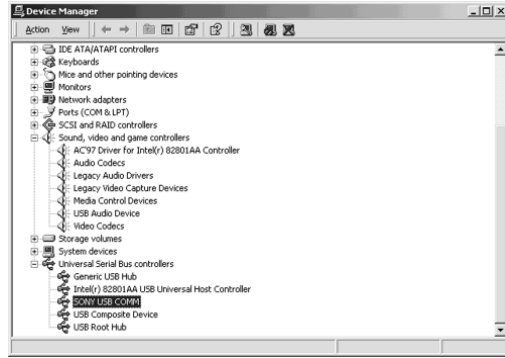 Device Manager
Action View
IDE ATA/ATAPI controllers
Keyboards
Mice and other pointing devices
Monitors
Network adapters
Ports (COM & LPT)
SCSI and RAID controllers
Sound, video and game controllers
AC'97 Driver for Intel(r) 82801AA Controller
Audio Codecs
Legacy Audio Drivers
Legacy Video Capture Devices
Media Control Devices
USB Audio Device
Video Codecs
Storage volumes
System devices
Universal Serial Bus controllers
Generic USB Hub
Intel(r) 82801AA USB Universal Host Controller
SONY USB COMM
USB Composite Device
USB Root Hub